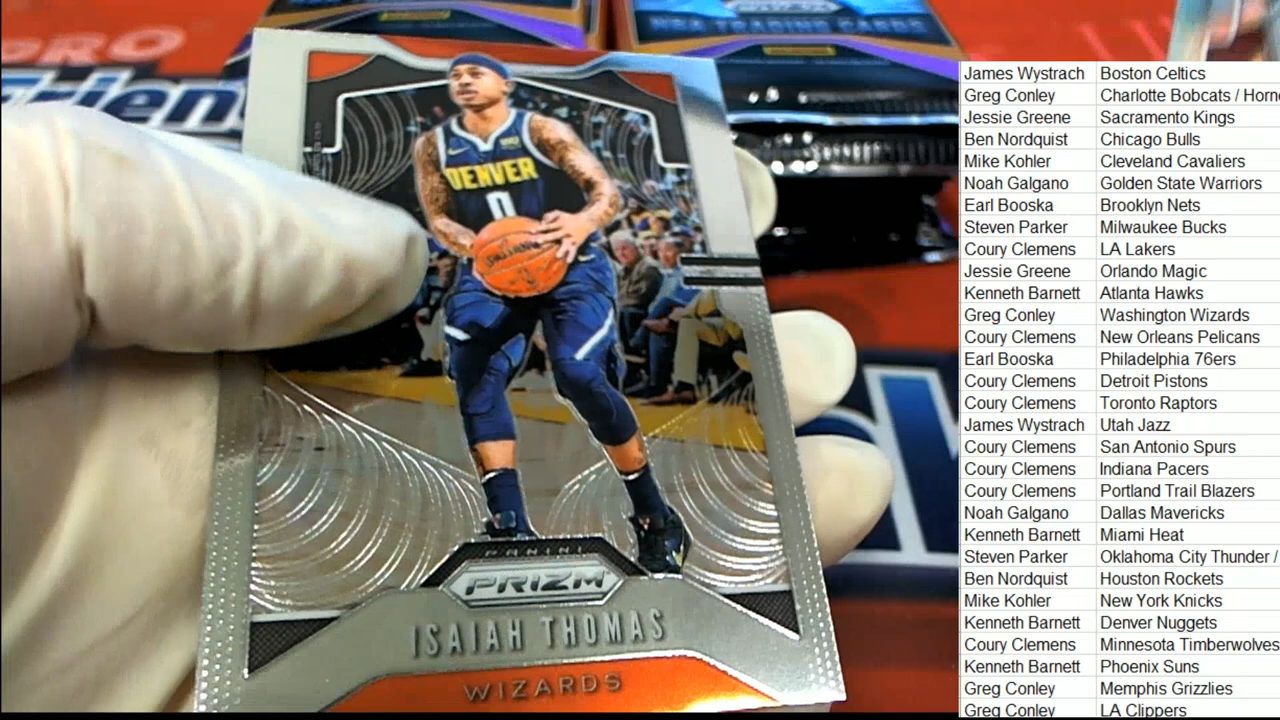 NBA TRADING CARDS
PRO
DENVER
0
SPALDING
PANINI
PRIZM
ISAIAH THOMAS
WIZARDS
James Wystrach Boston Celtics
Greg Conley Charlotte Bobcats / Horne
Jessie Greene Sacramento Kings
Ben Nordquist Chicago Bulls
Mike Kohler Cleveland Cavaliers
Noah Galgano Golden State Warriors
Earl Booska Brooklyn Nets
Steven Parker Milwaukee Bucks
Coury Clemens LA Lakers
Jessie Greene Orlando Magic
Kenneth Barnett Atlanta Hawks
Greg Conley Washington Wizards
Coury Clemens New Orleans Pelicans
Earl Booska Philadelphia 76ers
Coury Clemens Detroit Pistons
Coury Clemens Toronto Raptors
James Wystrach Utah Jazz
Coury Clemens San Antonio Spurs
Coury Clemens Indiana Pacers
Coury Clemens Portland Trail Blazers
Noah Galgano Dallas Mavericks
Kenneth Barnett Miami Heat
Steven Parker Oklahoma City Thunder /
Ben Nordquist Houston Rockets
Mike Kohler New York Knicks
Kenneth Barnett Denver Nuggets
Coury Clemens Minnesota Timberwolves
Kenneth Barnett Phoenix Suns
Greg Conley Memphis Grizzlies
Greg Conley LA Clippers